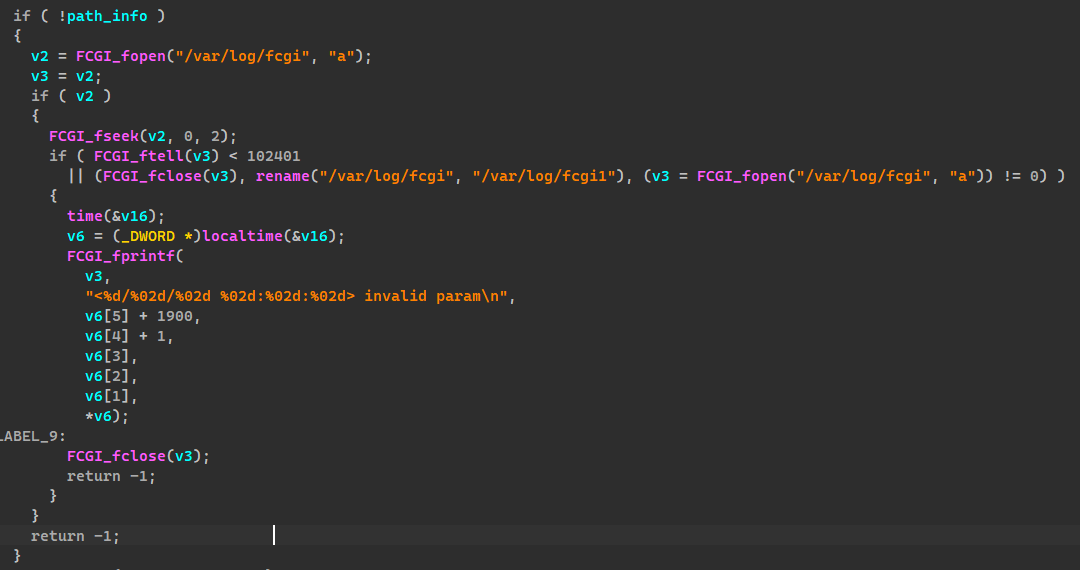 if ( !path_info )
{
v2 = FCGI_fopen("/var/log/fcgi", "a");
v3 = v2;
if ( v2 )
{
FCGI_fseek(v2, 0, 2);
if ( FCGI_ftell(v3) < 102401
|| (FCGI_fclose(v3), rename("/var/log/fcgi", "/var/log/fcgi1"), (v3 = FCGI_fopen("/var/log/fcgi", "a")) != 0) )
{
time(&v16);
v6 = (_DWORD *)localtime(&v16);
FCGI_fprintf(
v3,
"<%d/%02d/%02d %02d:%02d:%02d> invalid param\n",
v6[5] + 1900,
v6[4] + 1,
v6[3],
v6[2],
v6[1],
*v6);
LABEL_9:
FCGI_fclose(v3);
return -1;
}
}
return -1;
}